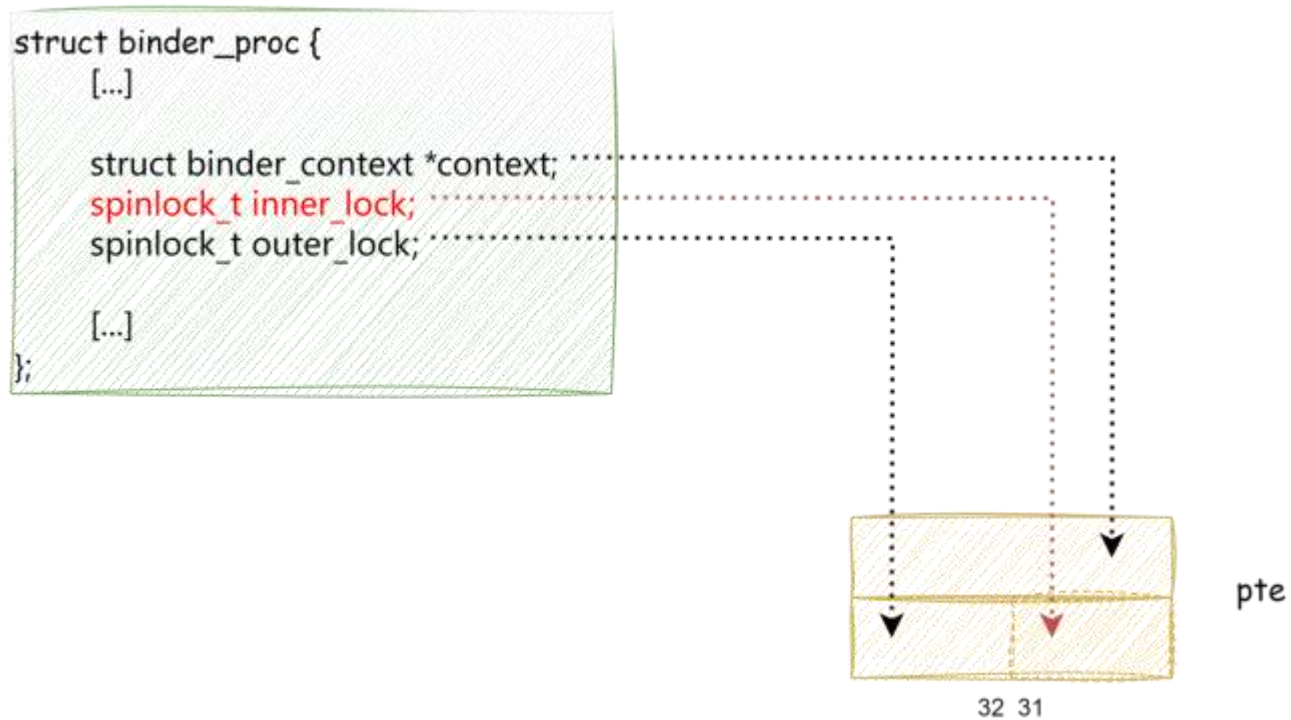 struct binder_proc {
[...]
struct binder_context *context;
spinlock_t inner_lock;
spinlock_t outer_lock;
[...]
};
pte
32 31